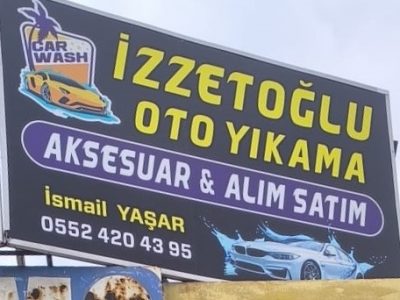 CAR
WASH
İZZETOĞLU
OTO YIKAMA
AKSESUAR & ALIM SATIM
İsmail YAŞAR
0552 420 43 95